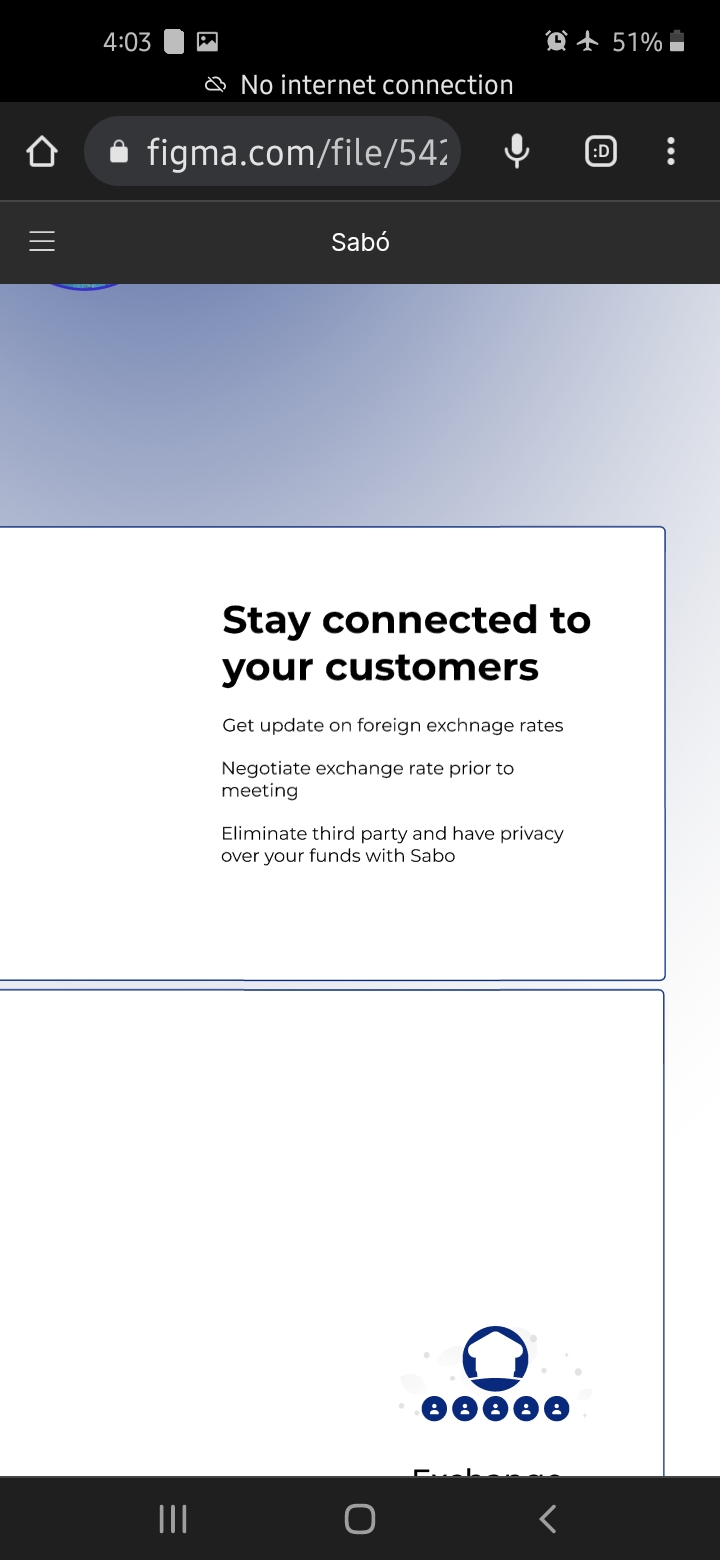 4:03
51%
No internet connection
figma.com/file/542
:D
Sabó
Stay connected to
your customers
Get update on foreign exchnage rates
Negotiate exchange rate prior to
meeting
Eliminate third party and have privacy
over your funds with Sabo
Exchange